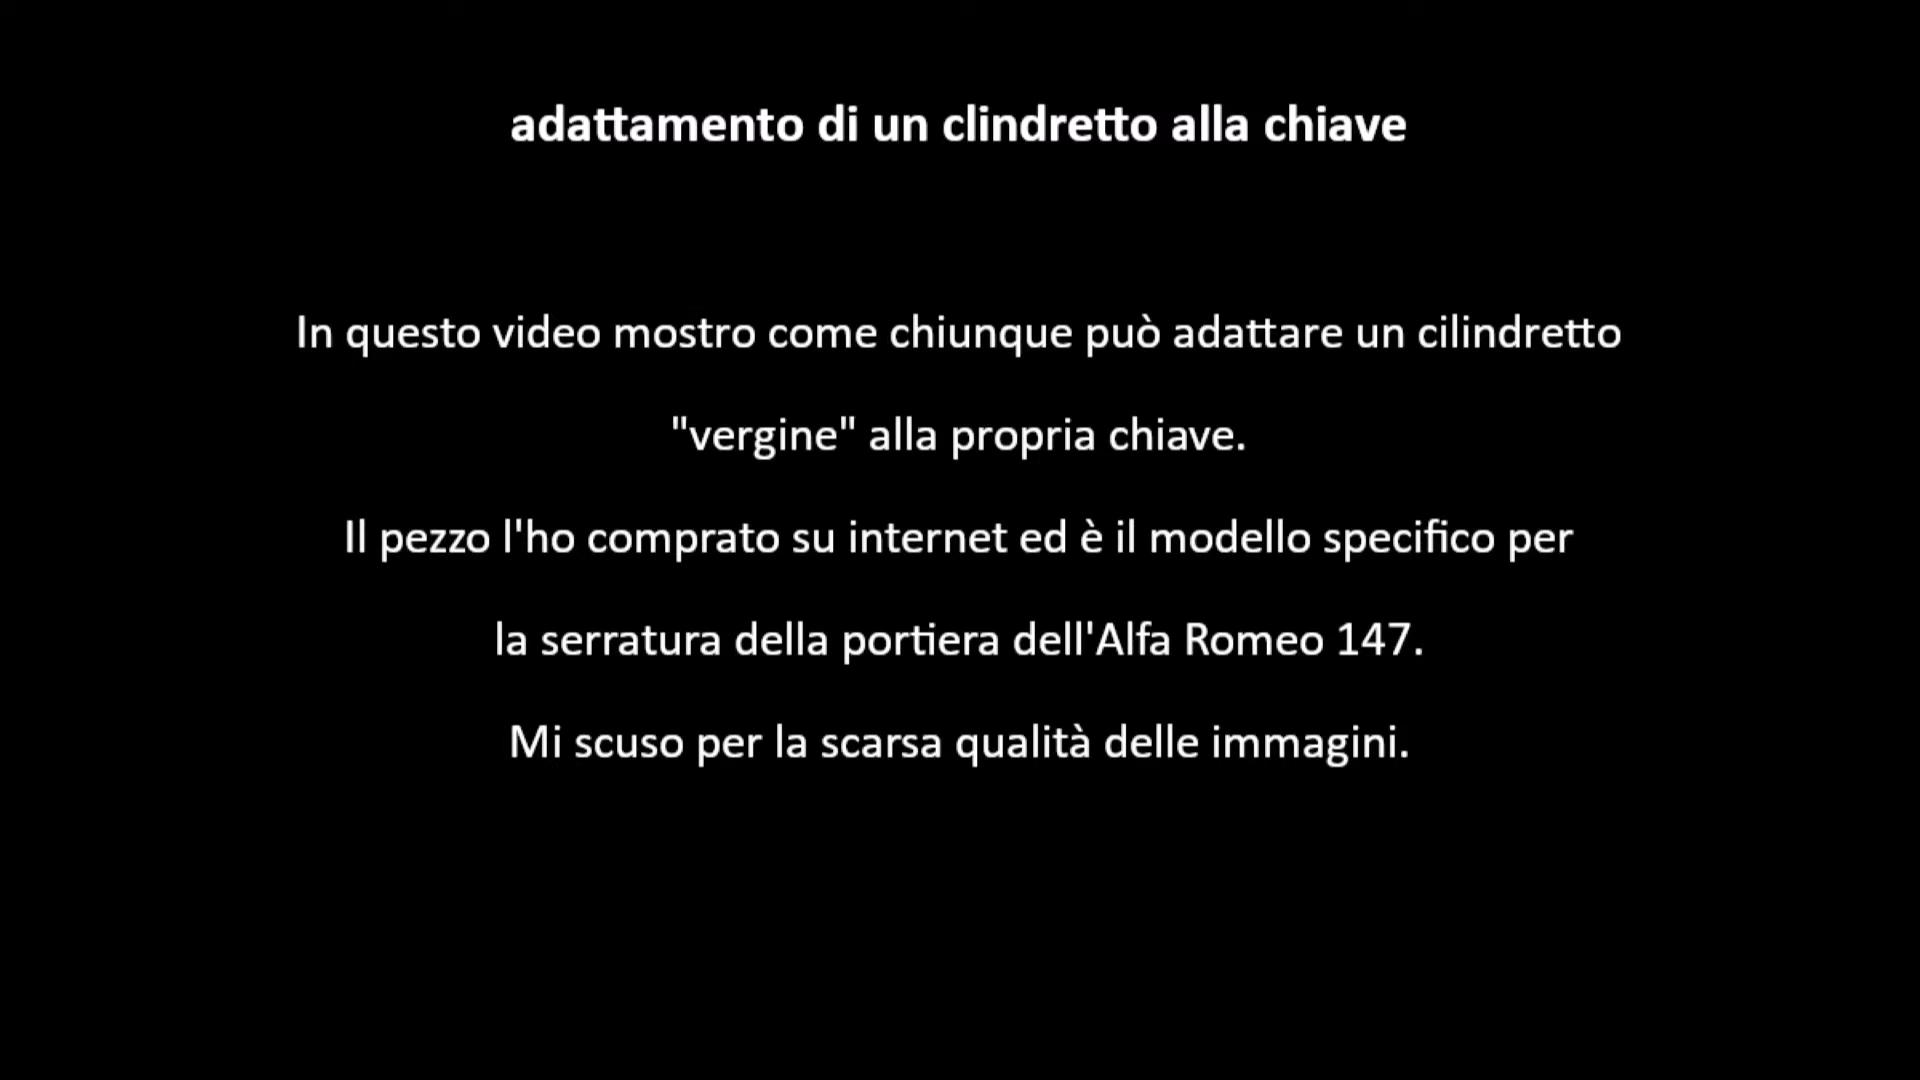 adattamento di un clindretto alla chiave
In questo video mostro come chiunque può adattare un cilindretto
"vergine" alla propria chiave.
Il pezzo l'ho comprato su internet ed è il modello specifico per
la serratura della portiera dell'Alfa Romeo 147.
Mi scuso per la scarsa qualità delle immagini.